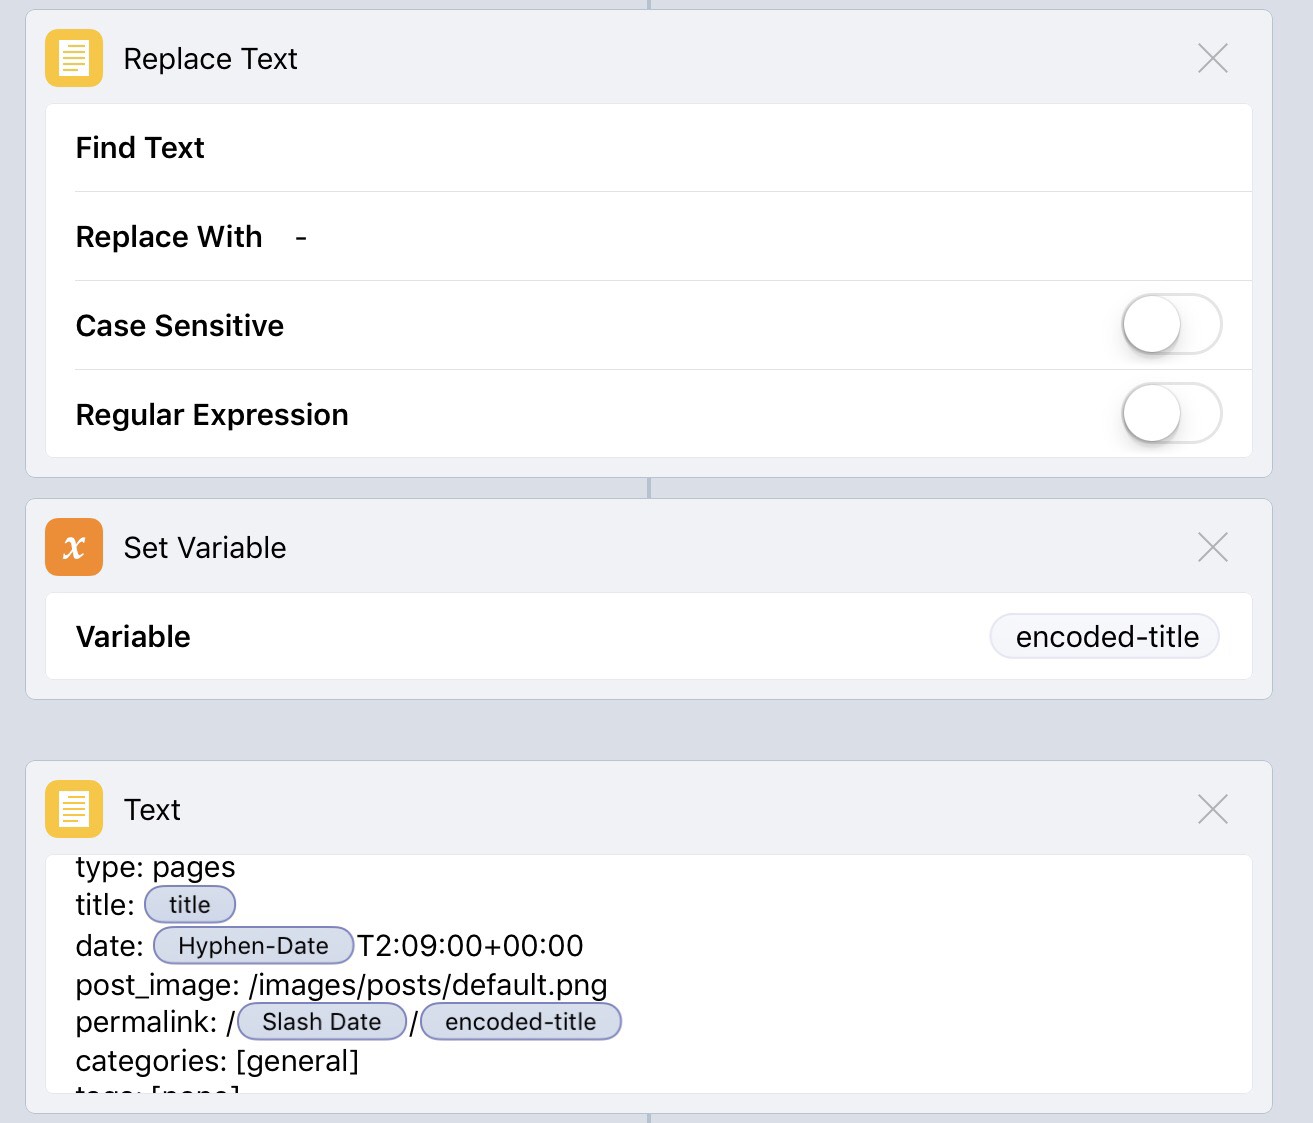 Replace Text
Find Text
Replace With -
Case Sensitive
Regular Expression
x Set Variable
Variable encoded-title
Text
type: pages
title: title
date: Hyphen-Date T2:09:00+00:00
post_image: /images/posts/default.png
permalink: / Slash Date / encoded-title
categories: [general]
tags: [none]